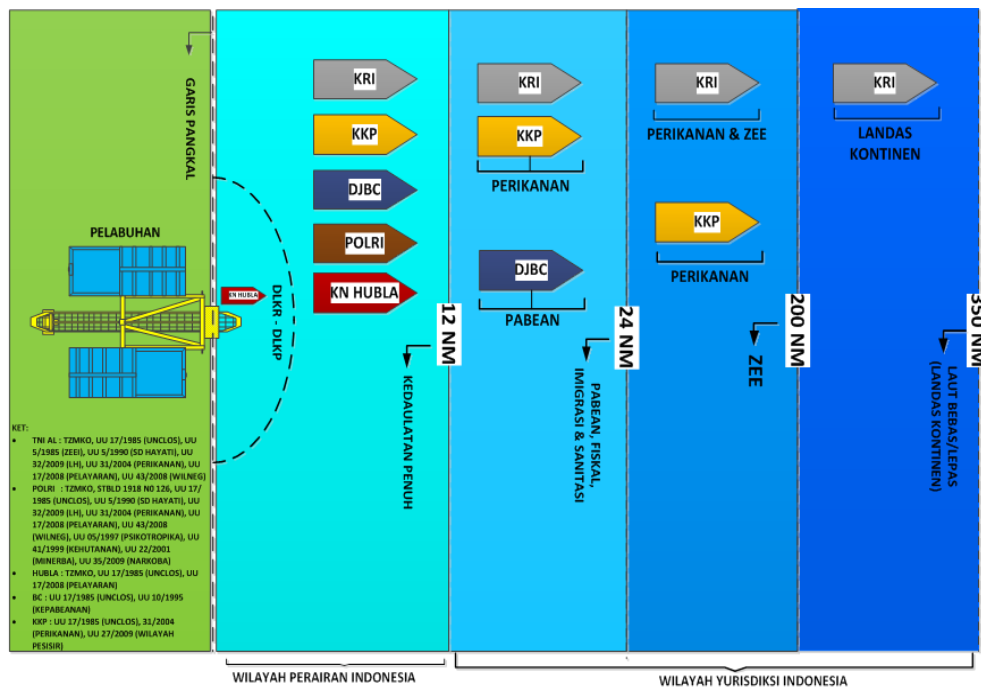 GARIS PANGKAL
PELABUHAN
KN HUBLA
DLKR - DLKP
KRI
KKP
DJBC
POLRI
KN HUBLA
12 NM
KEDAULATAN PENUH
KRI
KKP
PERIKANAN
DJBC
PABEAN
24 NM
PABEAN, FISKAL,
IMIGRASI & SANITASI
KRI
PERIKANAN & ZEE
KKP
PERIKANAN
200 NM
ZEE
KRI
LANDAS
KONTINEN
350 NM
LAUT BEBAS/LEPAS
(LANDAS KONTINEN)
KET:
• TNI AL : TZMKO, UU 17/1985 (UNCLOS), UU
5/1985 (ZEEI), UU 5/1990 (SD HAYATI), UU
32/2009 (LH), UU 31/2004 (PERIKANAN), UU
17/2008 (PELAYARAN), UU 43/2008 (WILNEG)
• POLRI : TZMKO, STBLD 1918 NO 126, UU 17/
1985 (UNCLOS), UU 5/1990 (SD HAYATI), UU
32/2009 (LH), UU 31/2004 (PERIKANAN), UU
17/2008 (PELAYARAN), UU 43/2008
(WILNEG), UU 05/1997 (PSIKOTROPIKA), UU
41/1999 (KEHUTANAN), UU 22/2001
(MINERBA), UU 35/2009 (NARKOBA)
• HUBLA : TZMKO, UU 17/1985 (UNCLOS), UU
17/2008 (PELAYARAN)
• BC : UU 17/1985 (UNCLOS), UU 10/1995
(KEPABEANAN)
• KKP : UU 17/1985 (UNCLOS), 31/2004
(PERIKANAN), UU 27/2009 (WILAYAH
PESISIR)
WILAYAH PERAIRAN INDONESIA
WILAYAH YURISDIKSI INDONESIA